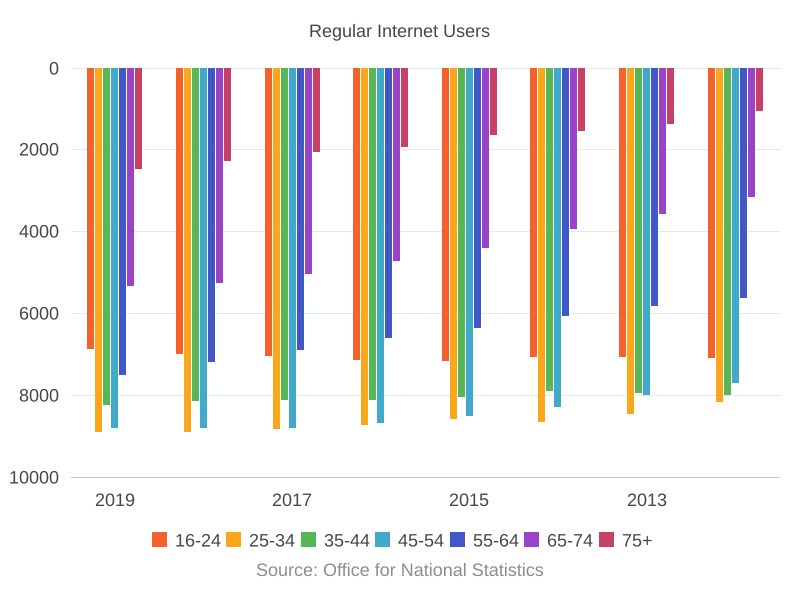 Regular Internet Users
0
2000
4000
6000
8000
10000
2019 2017 2015 2013
16-24 25-34 35-44 45-54 55-64 65-74 75+
Source: Office for National Statistics